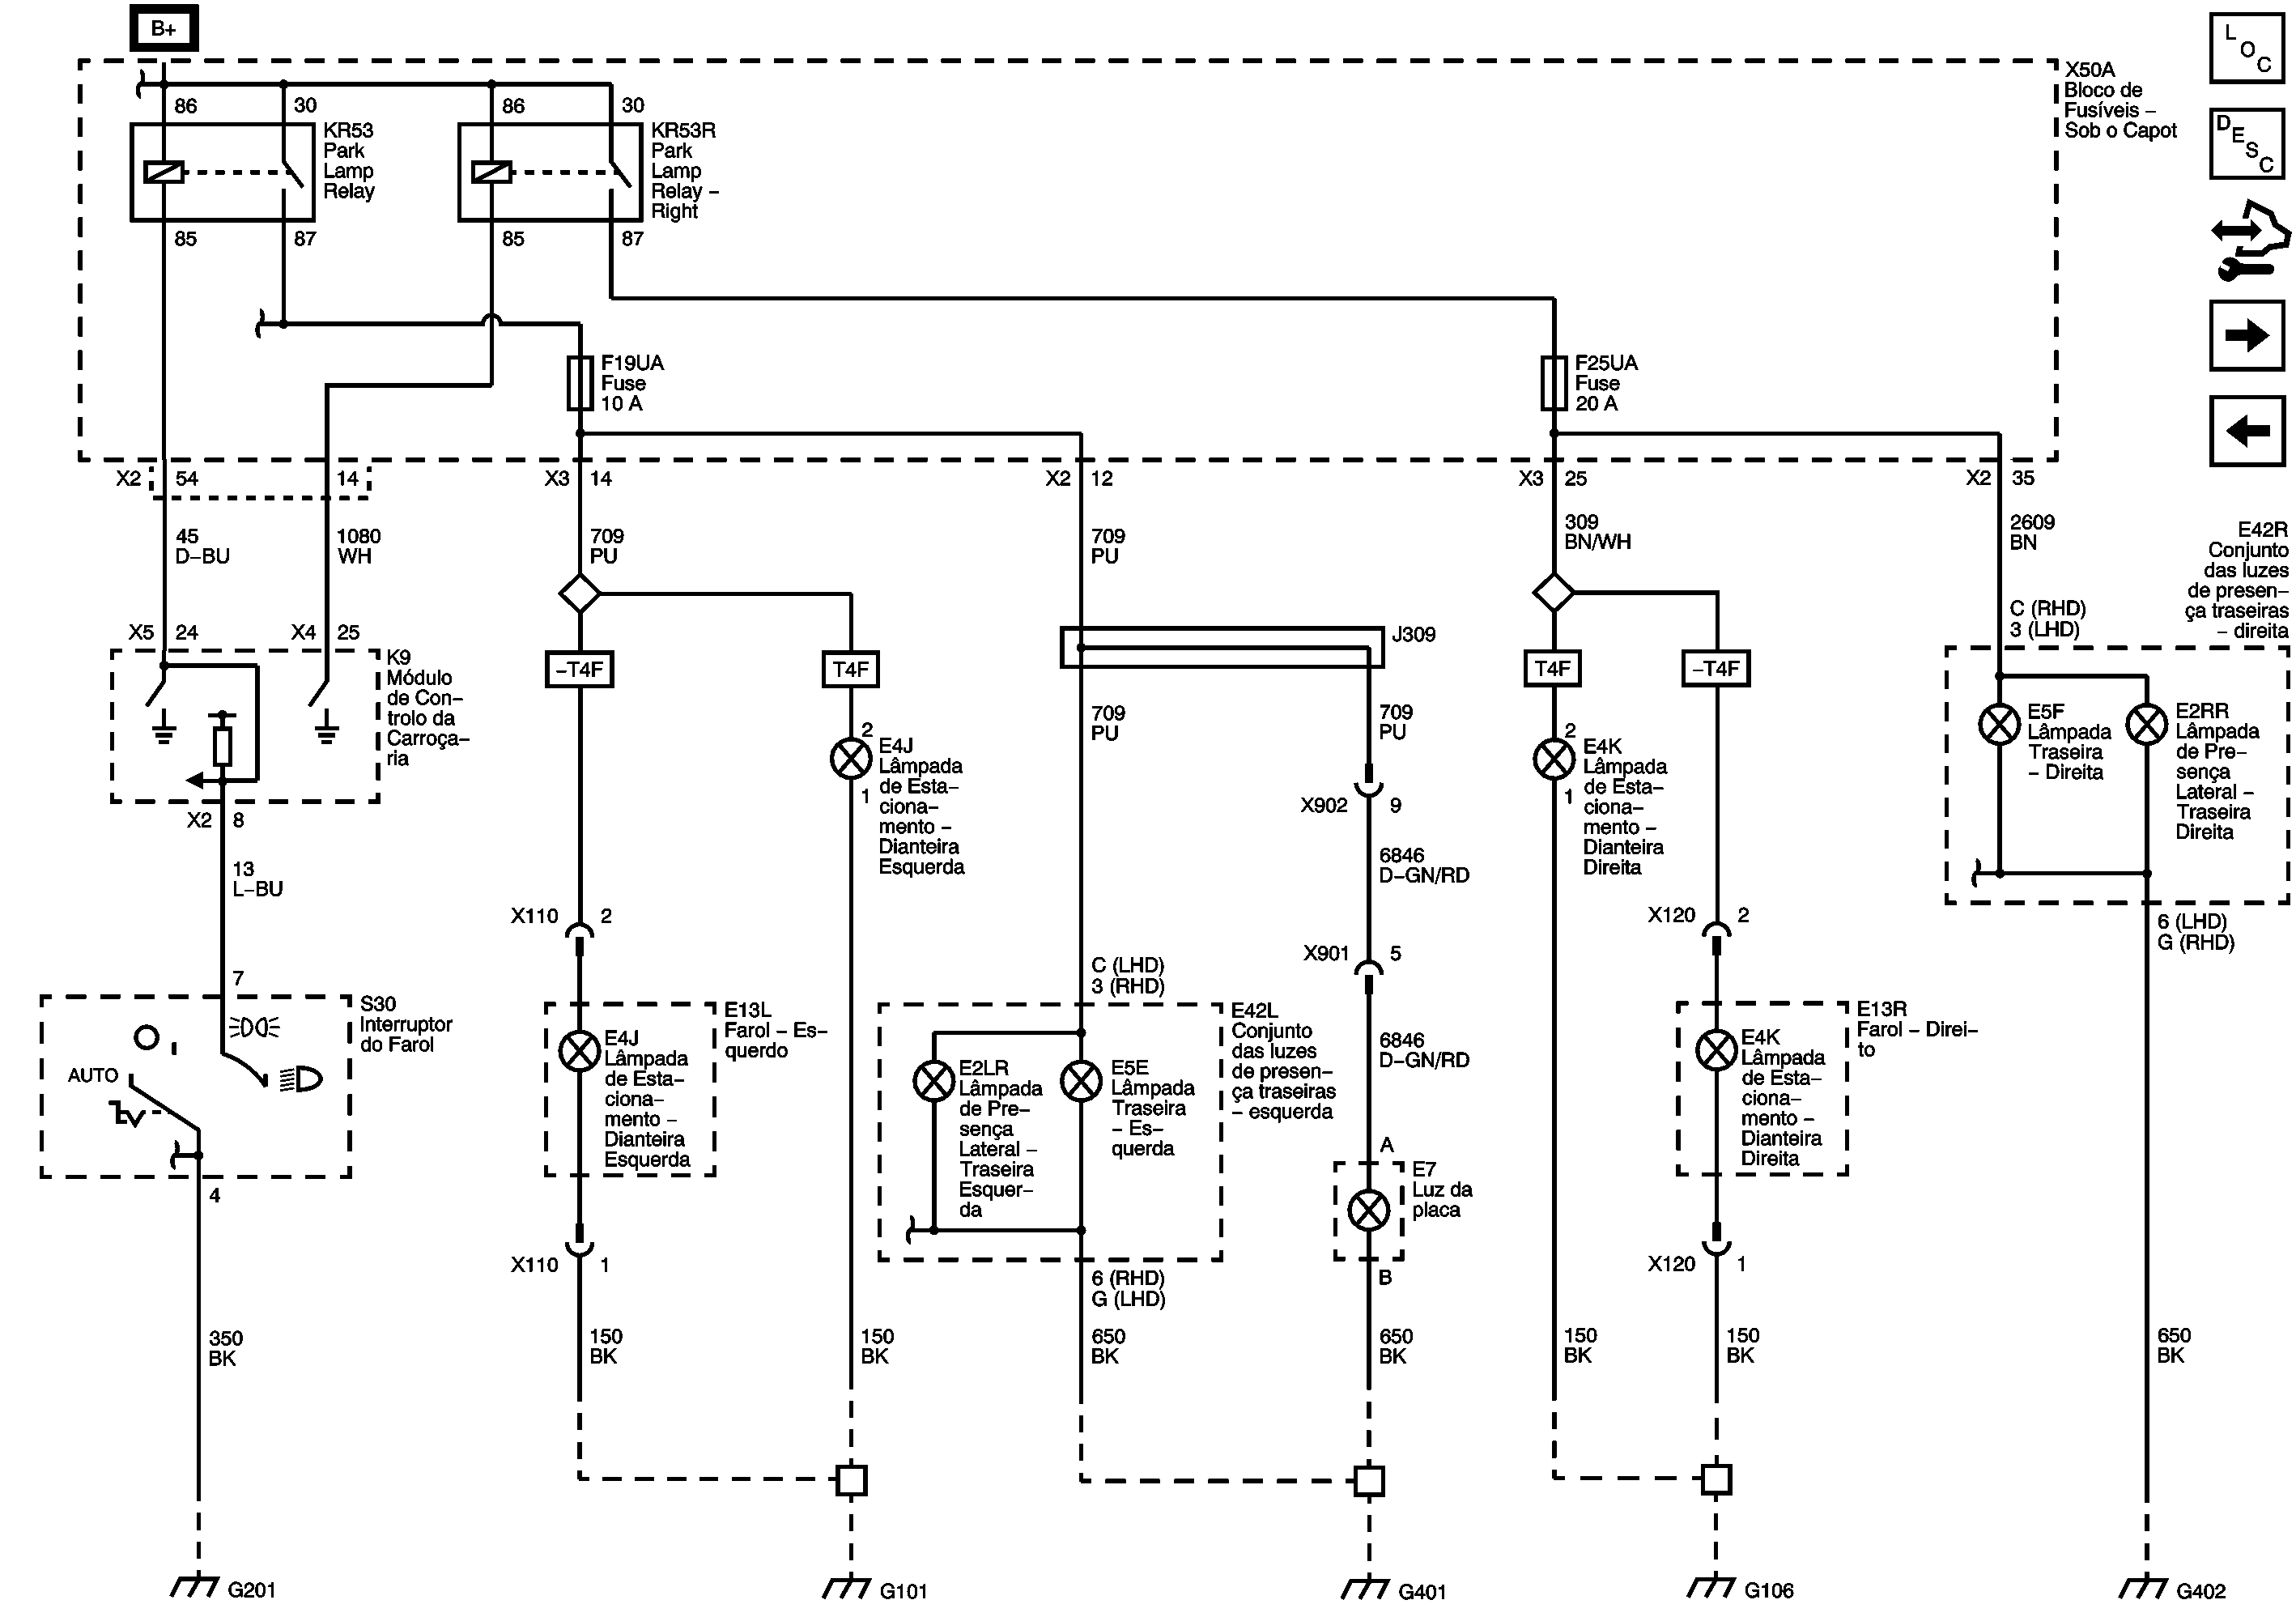 B+
X50A
Bloco de
Fusíveis –
Sob o Capot
L
O
C
D
E
S
C
86
30
KR53
Park
Lamp
Relay
85
87
86
30
KR53R
Park
Lamp
Relay –
Right
85
87
F19UA
Fuse
10 A
F25UA
Fuse
20 A
X2
54
14
X3
14
X2
12
X3
25
X2
35
45
D–BU
1080
WH
709
PU
709
PU
309
BN/WH
2609
BN
E42R
Conjunto
das luzes
de presen–
ça traseiras
– direita
C (RHD)
3 (LHD)
X5
24
X4
25
K9
Módulo
de Con–
trolo da
Carroça–
ria
X2
8
–T4F
T4F
J309
T4F
–T4F
2
E4J
Lâmpada
de Esta–
ciona–
mento –
Dianteira
Esquerda
1
709
PU
709
PU
X902
9
6846
D–GN/RD
2
E4K
Lâmpada
de Esta–
ciona–
mento –
Dianteira
Direita
1
E5F
Lâmpada
Traseira
– Direita
E2RR
Lâmpada
de Pre–
sença
Lateral –
Traseira
Direita
6 (LHD)
G (RHD)
13
L–BU
7
X110
2
C (LHD)
3 (RHD)
X901
5
X120
2
S30
Interruptor
do Farol
AUTO
4
E13L
Farol – Es–
querdo
E4J
Lâmpada
de Esta–
ciona–
mento –
Dianteira
Esquerda
E42L
Conjunto
das luzes
de presen–
ça traseiras
– esquerda
E2LR
Lâmpada
de Pre–
sença
Lateral –
Traseira
Esquer–
da
E5E
Lâmpada
Traseira
– Es–
querda
6846
D–GN/RD
A
E7
Luz da
placa
B
E13R
Farol – Direi–
to
E4K
Lâmpada
de Esta–
ciona–
mento –
Dianteira
Direita
X110
1
6 (RHD)
G (LHD)
X120
1
350
BK
150
BK
150
BK
650
BK
650
BK
150
BK
150
BK
650
BK
G201
G101
G401
G106
G402